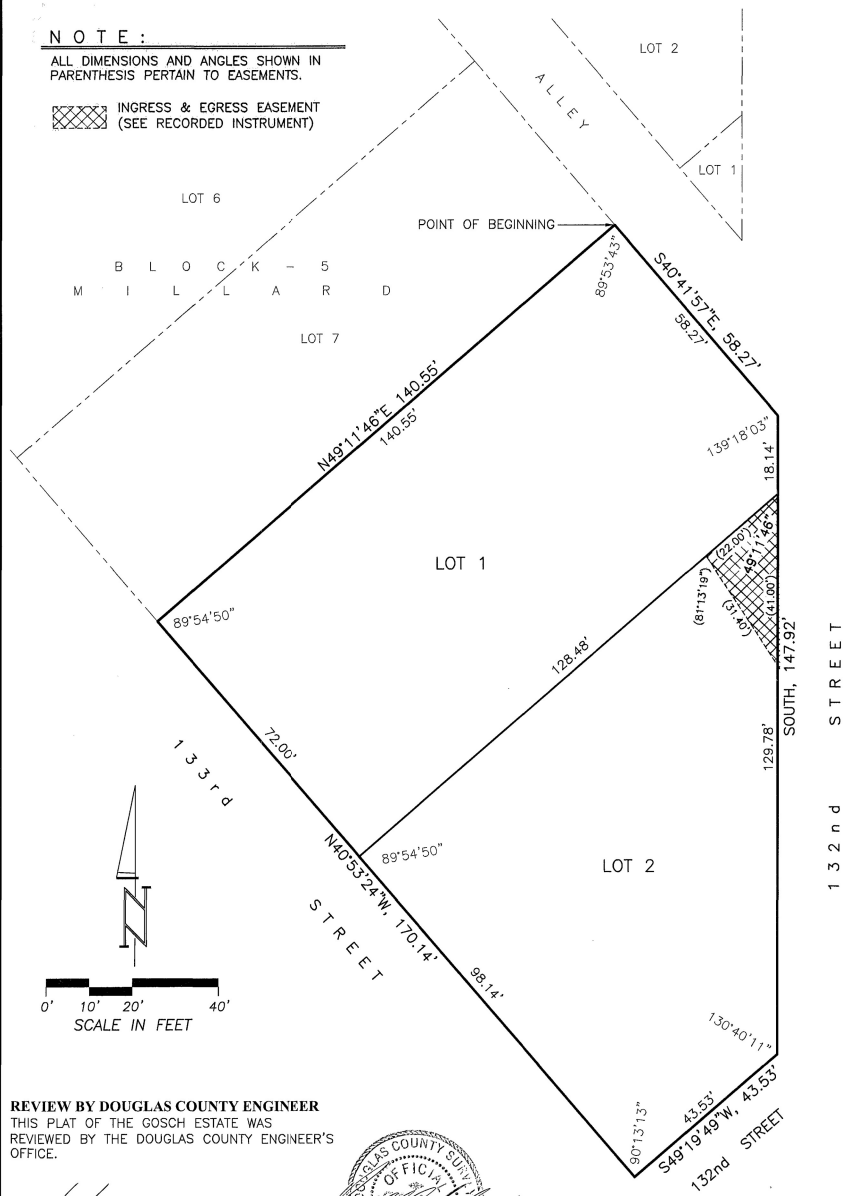 NOTE:
ALL DIMENSIONS AND ANGLES SHOWN IN
PARENTHESIS PERTAIN TO EASEMENTS.
INGRESS & EGRESS EASEMENT
(SEE RECORDED INSTRUMENT)
LOT 2
ALLEY
LOT 1
LOT 6
POINT OF BEGINNING
BLOCK - 5
MILLARD
LOT 7
89°53'43"
S40°41'57"E, 58.27'
58.27'
N49°11'46"E 140.55'
140.55'
139°18'03"
18.14'
(22.00')
49°11'46"
(41.00')
(81°13'19")
(31.40')
LOT 1
89°54'50"
128.48'
SOUTH, 147.92'
132nd STREET
129.78'
72.00'
133rd
STREET
N40°53'24"W, 170.14'
89°54'50"
LOT 2
98.14'
130°40'11"
N
0' 10' 20' 40'
SCALE IN FEET
90°13'13"
43.53'
S49°19'49"W, 43.53'
132nd STREET
REVIEW BY DOUGLAS COUNTY ENGINEER
THIS PLAT OF THE GOSCH ESTATE WAS
REVIEWED BY THE DOUGLAS COUNTY ENGINEER'S
OFFICE.
COUNTY
OFFICIAL